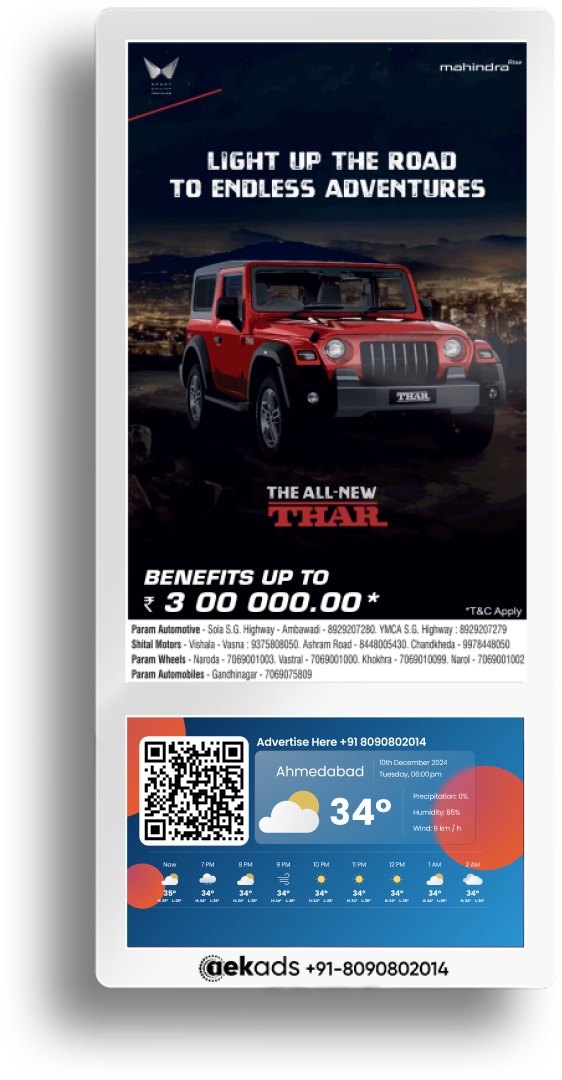 mahindra Rise
LIGHT UP THE ROAD
TO ENDLESS ADVENTURES
THAR
THE ALL-NEW
THAR
BENEFITS UP TO
₹ 3 00 000.00*
*T&C Apply
Param Automotive - Sola S.G. Highway - Ambawadi - 8929207280. YMCA S.G. Highway : 8929207279
Shital Motors - Vishala - Vasna : 9375808050. Ashram Road - 8448005430. Chandkheda - 9978448050
Param Wheels - Naroda - 7069001003. Vastral - 7069001000. Khokhra - 7069010099. Narol - 7069001002
Param Automobiles - Gandhinagar - 7069075809
Advertise Here +91 8090802014
Ahmedabad
10th December 2024
Tuesday, 06:00pm
34°
Precipitation: 0%
Humidity: 85%
Wind: 9 km / h
Now 7 PM 8 PM 9 PM 10 PM 11 PM 12 PM 1 AM 2 AM
35° 34° 34° 34° 34° 34° 34° 34° 34°
aekads +91-8090802014